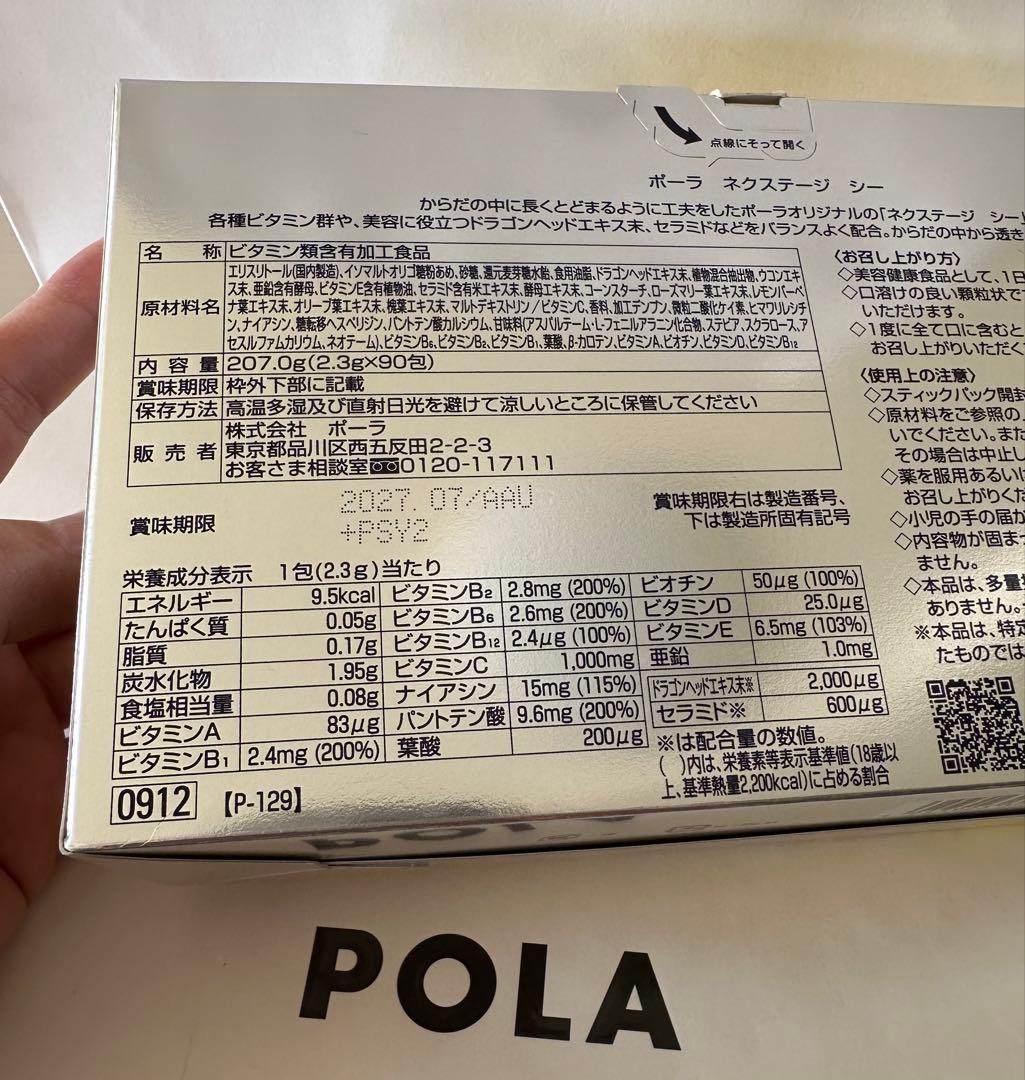 点線にそって開く
ポーラ ネクステージ シー
からだの中に長くとどまるように工夫をしたポーラオリジナルの「ネクステージ シー」
各種ビタミン群や、美容に役立つドラゴンヘッドエキス末、セラミドなどをバランスよく配合。からだの中から透き
名 称 ビタミン類含有加工食品
原材料名 エリスリトール(国内製造)、イソマルトオリゴ糖粉あめ、砂糖、還元麦芽糖水飴、食用油脂、ドラゴンヘッドエキス末、植物混合抽出物、ウコンエキ
ス末、亜鉛含有酵母、ビタミンE含有植物油、セラミド含有米エキス末、酵母エキス末、コーンスターチ、ローズマリー葉エキス末、レモンバーベ
ナ葉エキス末、オリーブ葉エキス末、槐葉エキス末、マルトデキストリン/ビタミンC、香料、加工デンプン、微粒二酸化ケイ素、ヒマワリレシチ
ン、ナイアシン、糖転移ヘスペリジン、パントテン酸カルシウム、甘味料(アスパルテーム・L-フェニルアラニン化合物、ステビア、スクラロース、ア
セスルファムカリウム、ネオテーム)、ビタミンB₆、ビタミンB₂、ビタミンB₁、葉酸、β-カロテン、ビタミンA、ビオチン、ビタミンD、ビタミンB₁₂
内 容 量 207.0g(2.3g×90包)
賞味期限 枠外下部に記載
保存方法 高温多湿及び直射日光を避けて涼しいところに保管してください
販 売 者 株式会社 ポーラ
東京都品川区西五反田2-2-3
お客さま相談室 0120-117111
賞味期限 2027. 07/AAU
+PSY2
賞味期限右は製造番号、
下は製造所固有記号
栄養成分表示 1包(2.3g)当たり
エネルギー 9.5kcal ビタミンB₂ 2.8mg (200%) ビオチン 50μg (100%)
たんぱく質 0.05g ビタミンB₆ 2.6mg (200%) ビタミンD 25.0μg
脂質 0.17g ビタミンB₁₂ 2.4μg (100%) ビタミンE 6.5mg (103%)
炭水化物 1.95g ビタミンC 1,000mg 亜鉛 1.0mg
食塩相当量 0.08g ナイアシン 15mg (115%) ドラゴンヘッドエキス末※ 2,000μg
ビタミンA 83μg パントテン酸 9.6mg (200%) セラミド※ 600μg
ビタミンB₁ 2.4mg (200%) 葉酸 200μg
※は配合量の数値。
( )内は、栄養素等表示基準値(18歳以
上、基準熱量2,200kcal)に占める割合
0912 【P-129】
〈お召し上がり方〉
◇美容健康食品として、1日
◇口溶けの良い顆粒状で
いただけます。
◇1度に全て口に含むと
お召し上がりいただく
〈使用上の注意〉
◇スティックパック開封
◇原材料をご参照の
いでください。また
その場合は中止し
◇薬を服用あるいは
お召し上がりくだ
◇小児の手の届か
◇内容物が固ま
ません。
◇本品は、多量
ありません。
※本品は、特定
たものでは
POLA